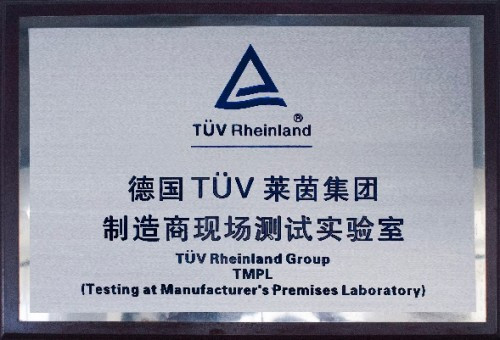 TÜV Rheinland®
德国 TÜV 莱茵集团
制造商现场测试实验室
TÜV Rheinland Group
TMPL
(Testing at Manufacturer's Premises Laboratory)